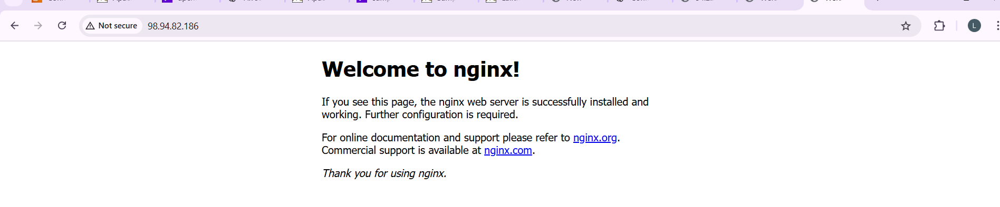 Not secure
98.94.82.186
L
Welcome to nginx!
If you see this page, the nginx web server is successfully installed and
working. Further configuration is required.
For online documentation and support please refer to nginx.org.
Commercial support is available at nginx.com.
Thank you for using nginx.